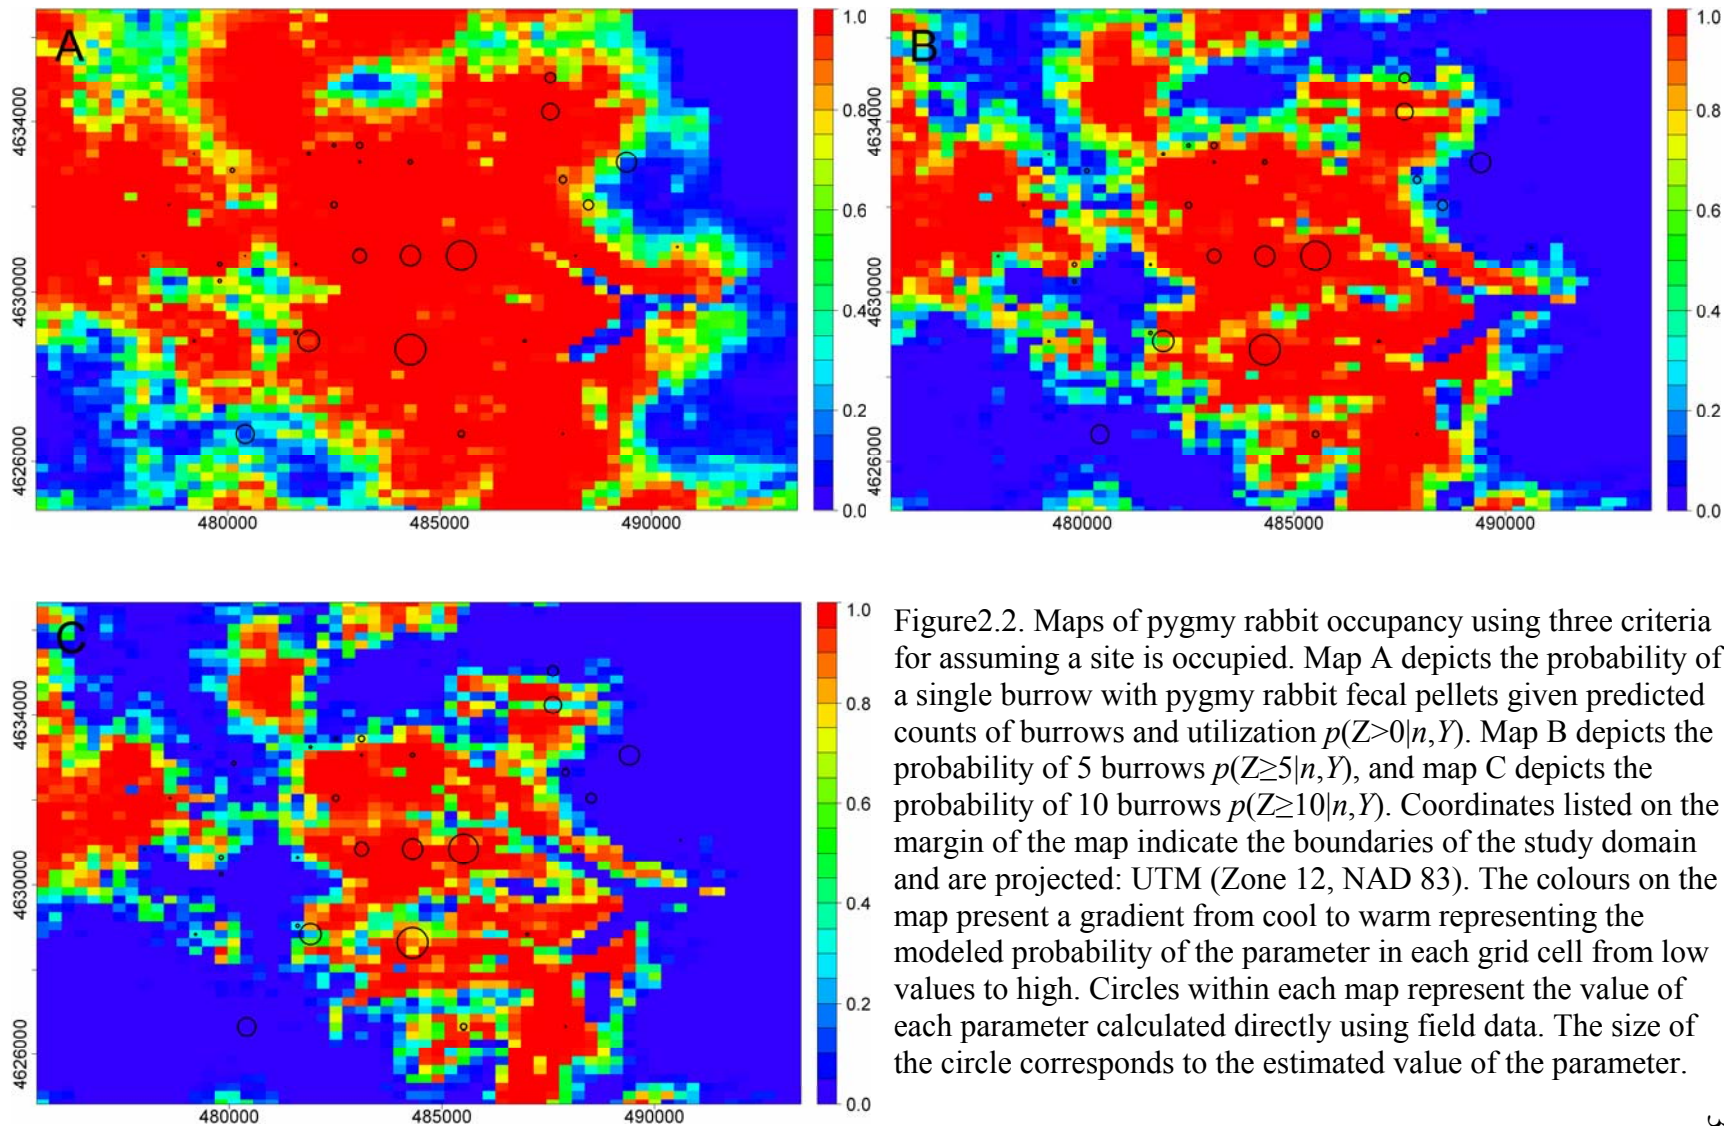 A
1.0
0.8
0.6
0.4
0.2
0.0
4634000
4630000
4626000
480000
485000
490000
B
1.0
0.8
0.6
0.4
0.2
0.0
4634000
4630000
4626000
480000
485000
490000
C
1.0
0.8
0.6
0.4
0.2
0.0
4634000
4630000
4626000
480000
485000
490000
Figure2.2. Maps of pygmy rabbit occupancy using three criteria
for assuming a site is occupied. Map A depicts the probability of
a single burrow with pygmy rabbit fecal pellets given predicted
counts of burrows and utilization p(Z>0|n,Y). Map B depicts the
probability of 5 burrows p(Z≥5|n,Y), and map C depicts the
probability of 10 burrows p(Z≥10|n,Y). Coordinates listed on the
margin of the map indicate the boundaries of the study domain
and are projected: UTM (Zone 12, NAD 83). The colours on the
map present a gradient from cool to warm representing the
modeled probability of the parameter in each grid cell from low
values to high. Circles within each map represent the value of
each parameter calculated directly using field data. The size of
the circle corresponds to the estimated value of the parameter.